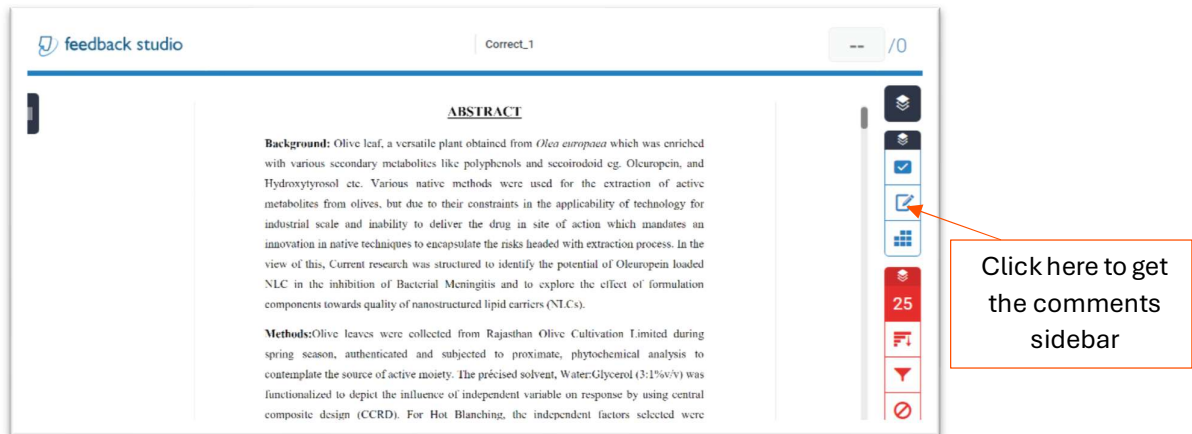 feedback studio
Correct_1
-- /0
ABSTRACT
Background: Olive leaf, a versatile plant obtained from Olea europaea which was enriched
with various secondary metabolites like polyphenols and secoirodoid eg. Oleuropein, and
Hydroxytyrosol etc. Various native methods were used for the extraction of active
metabolites from olives, but due to their constraints in the applicability of technology for
industrial scale and inability to deliver the drug in site of action which mandates an
innovation in native techniques to encapsulate the risks headed with extraction process. In the
view of this, Current research was structured to identify the potential of Oleuropein loaded
NLC in the inhibition of Bacterial Meningitis and to explore the effect of formulation
components towards quality of nanostructured lipid carriers (NLCs).
Methods:Olive leaves were collected from Rajasthan Olive Cultivation Limited during
spring season, authenticated and subjected to proximate, phytochemical analysis to
contemplate the source of active moiety. The précised solvent, Water:Glycerol (3:1%v/v) was
functionalized to depict the influence of independent variable on response by using central
composite design (CCRD). For Hot Blanching, the independent factors selected were
25
Click here to get
the comments
sidebar